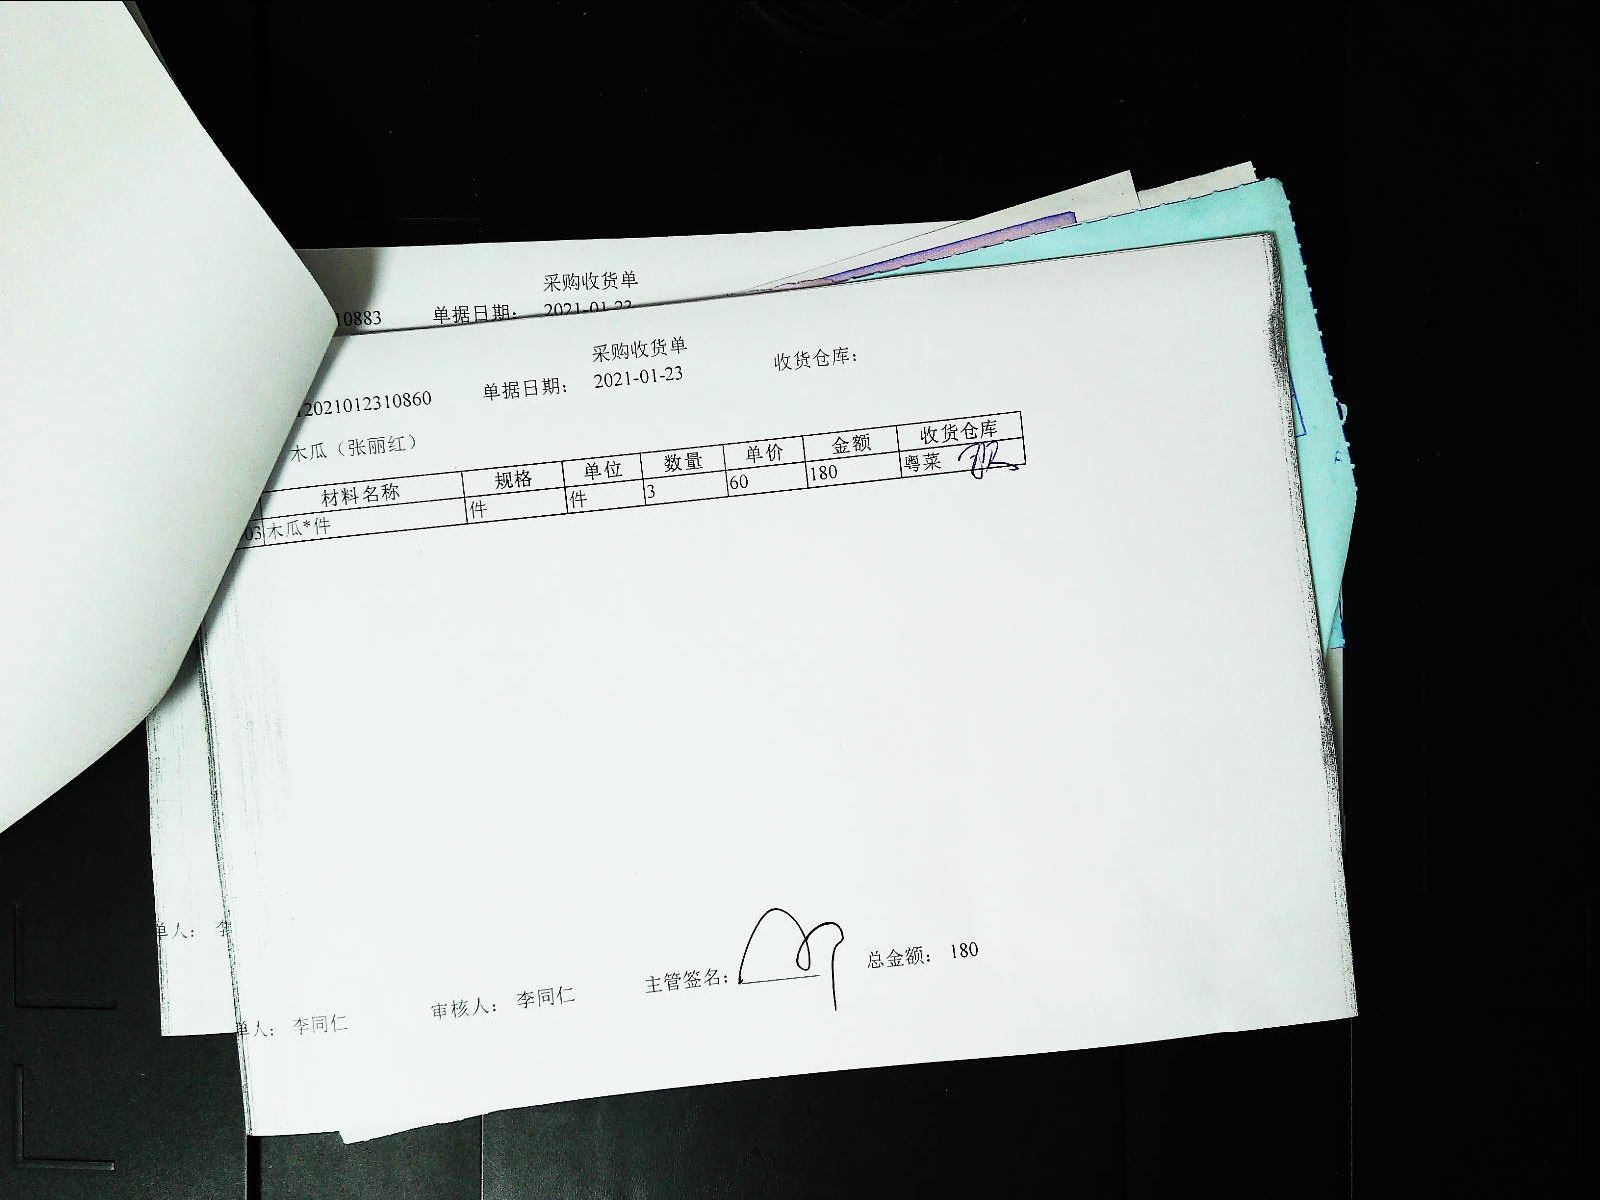 采购收货单
10883 单据日期: 2021-01-23
采购收货单
12021012310860 单据日期: 2021-01-23 收货仓库:
木瓜（张丽红）
材料名称 规格 单位 数量 单价 金额 收货仓库
03 木瓜*件 件 件 3 60 180 粤菜
单人: 李
主管签名: 总金额: 180
单人: 李同仁 审核人: 李同仁